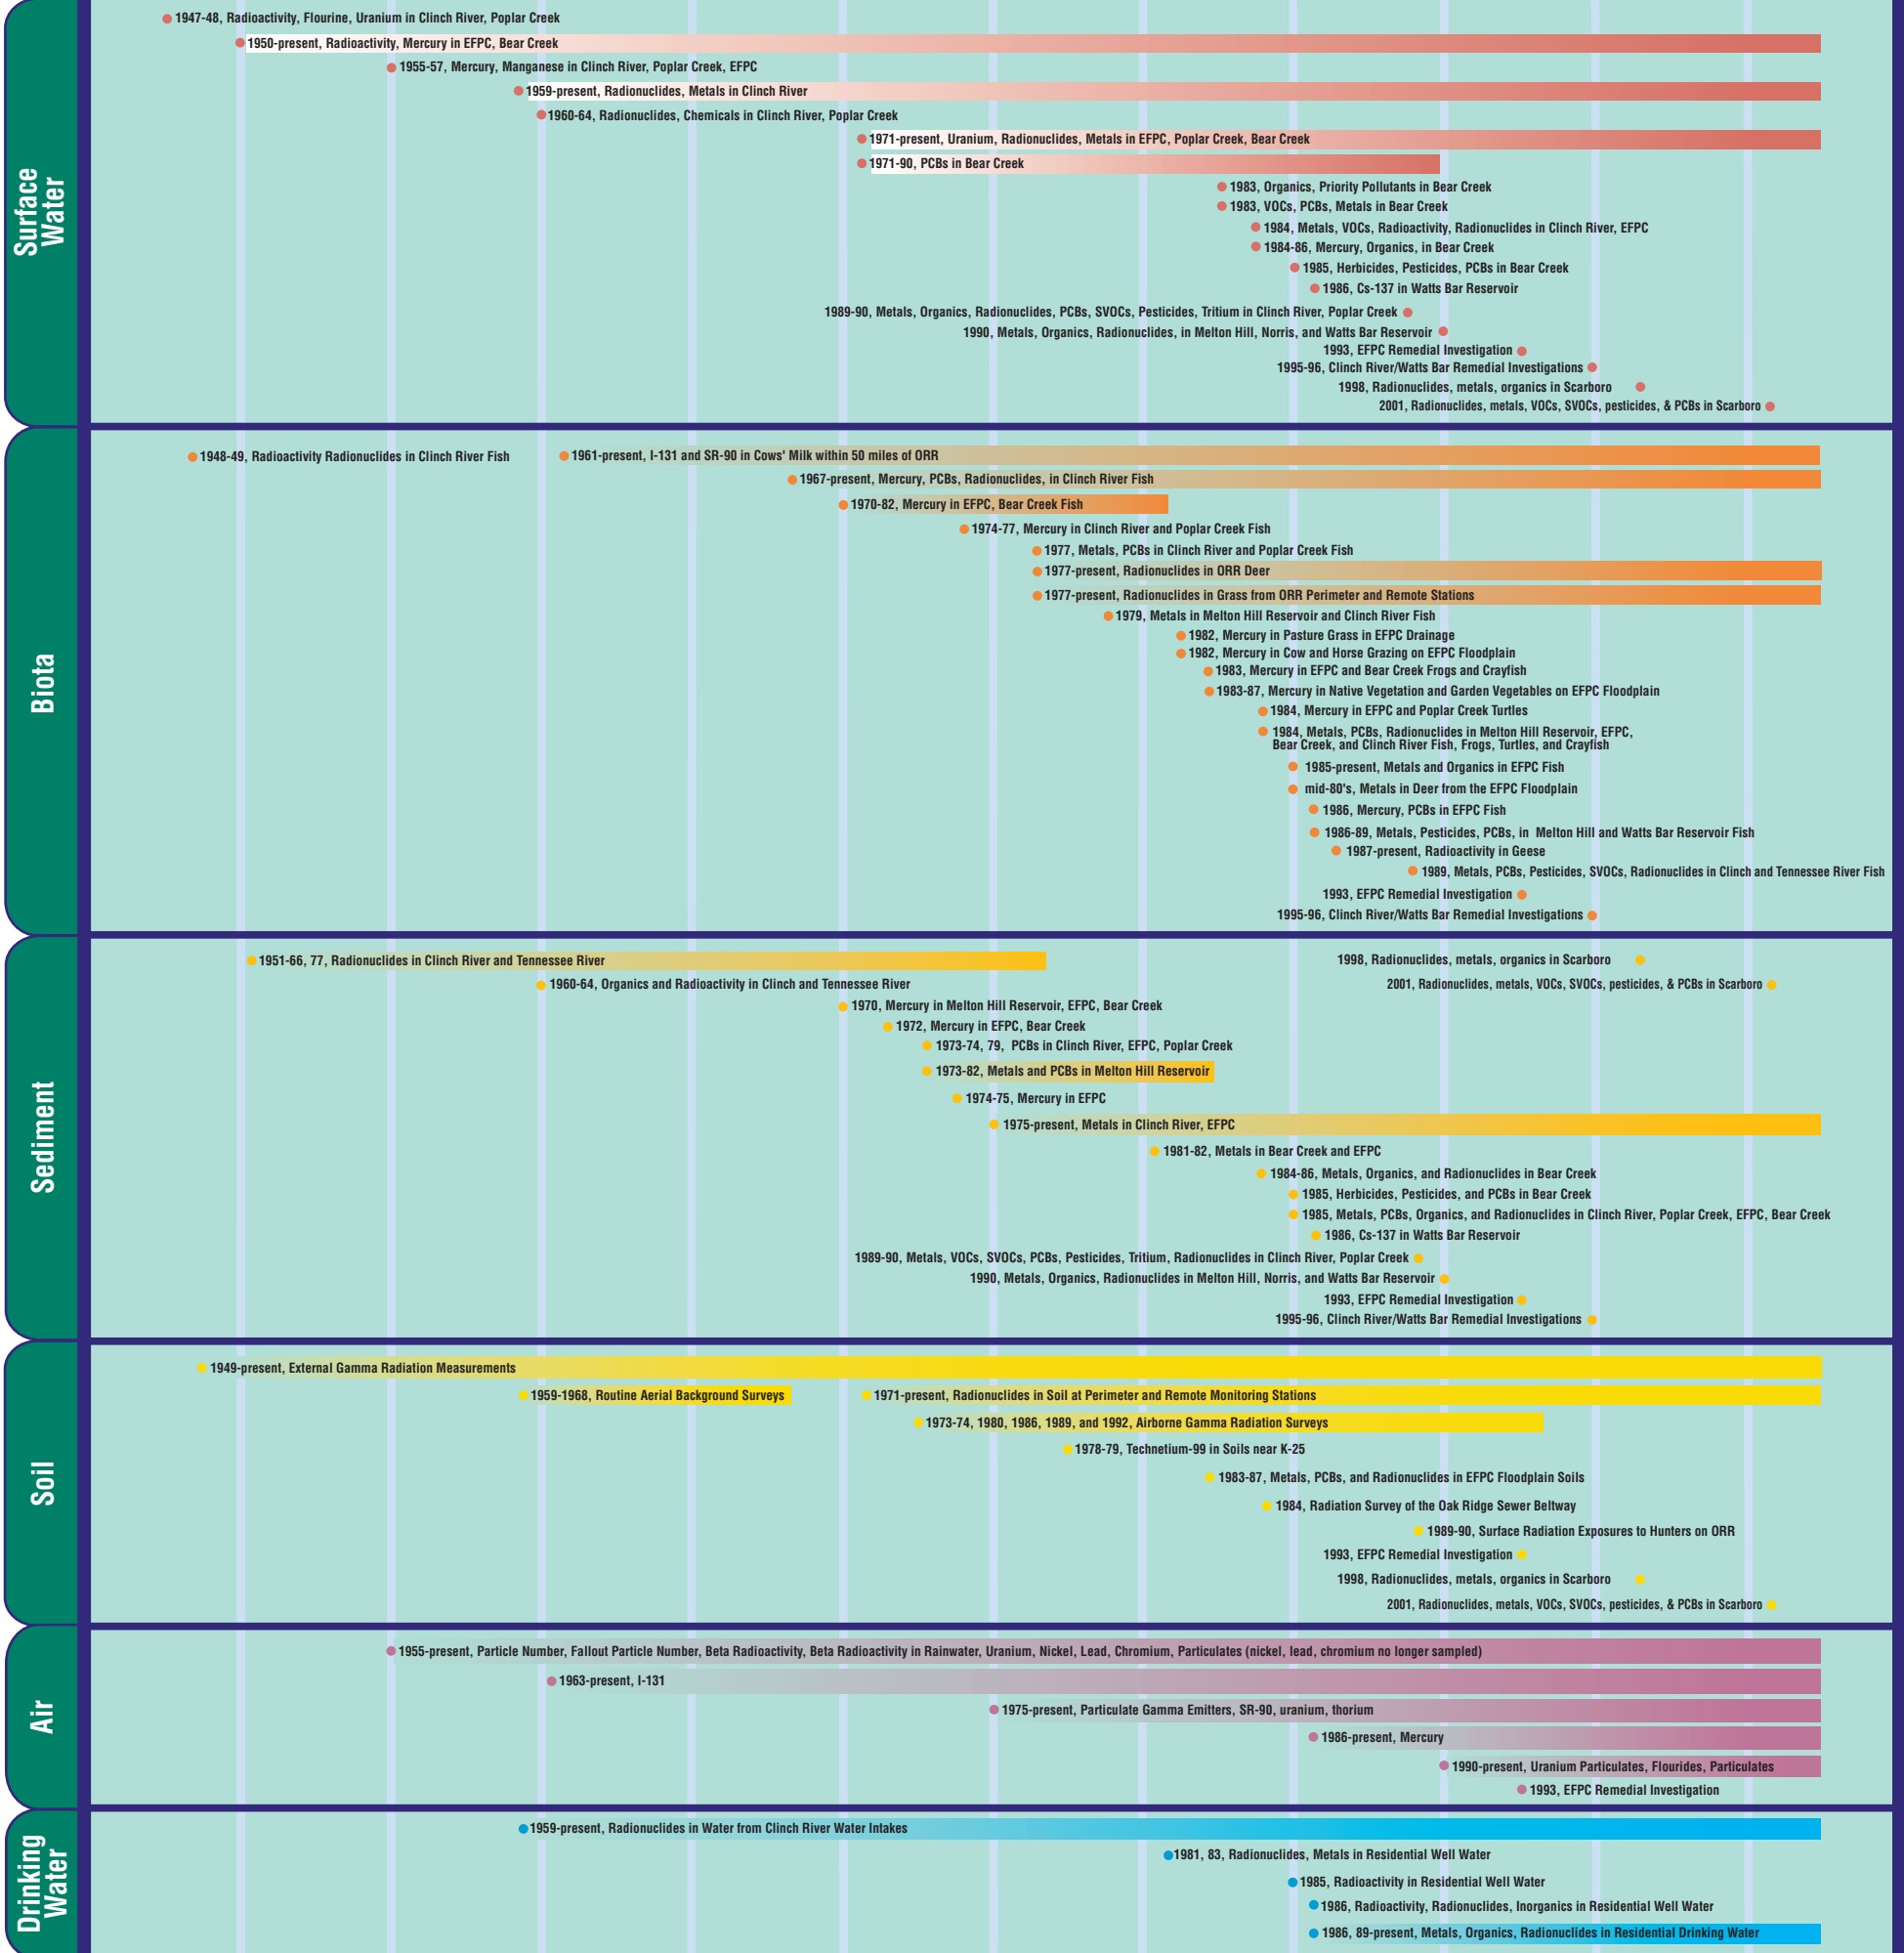 Surface
Water
1947-48, Radioactivity, Flourine, Uranium in Clinch River, Poplar Creek
1950-present, Radioactivity, Mercury in EFPC, Bear Creek
1955-57, Mercury, Manganese in Clinch River, Poplar Creek, EFPC
1959-present, Radionuclides, Metals in Clinch River
1960-64, Radionuclides, Chemicals in Clinch River, Poplar Creek
1971-present, Uranium, Radionuclides, Metals in EFPC, Poplar Creek, Bear Creek
1971-90, PCBs in Bear Creek
1983, Organics, Priority Pollutants in Bear Creek
1983, VOCs, PCBs, Metals in Bear Creek
1984, Metals, VOCs, Radioactivity, Radionuclides in Clinch River, EFPC
1984-86, Mercury, Organics, in Bear Creek
1985, Herbicides, Pesticides, PCBs in Bear Creek
1986, Cs-137 in Watts Bar Reservoir
1989-90, Metals, Organics, Radionuclides, PCBs, SVOCs, Pesticides, Tritium in Clinch River, Poplar Creek
1990, Metals, Organics, Radionuclides, in Melton Hill, Norris, and Watts Bar Reservoir
1993, EFPC Remedial Investigation
1995-96, Clinch River/Watts Bar Remedial Investigations
1998, Radionuclides, metals, organics in Scarboro
2001, Radionuclides, metals, VOCs, SVOCs, pesticides, & PCBs in Scarboro
Biota
1948-49, Radioactivity Radionuclides in Clinch River Fish
1961-present, I-131 and SR-90 in Cows' Milk within 50 miles of ORR
1967-present, Mercury, PCBs, Radionuclides, in Clinch River Fish
1970-82, Mercury in EFPC, Bear Creek Fish
1974-77, Mercury in Clinch River and Poplar Creek Fish
1977, Metals, PCBs in Clinch River and Poplar Creek Fish
1977-present, Radionuclides in ORR Deer
1977-present, Radionuclides in Grass from ORR Perimeter and Remote Stations
1979, Metals in Melton Hill Reservoir and Clinch River Fish
1982, Mercury in Pasture Grass in EFPC Drainage
1982, Mercury in Cow and Horse Grazing on EFPC Floodplain
1983, Mercury in EFPC and Bear Creek Frogs and Crayfish
1983-87, Mercury in Native Vegetation and Garden Vegetables on EFPC Floodplain
1984, Mercury in EFPC and Poplar Creek Turtles
1984, Metals, PCBs, Radionuclides in Melton Hill Reservoir, EFPC,
Bear Creek, and Clinch River Fish, Frogs, Turtles, and Crayfish
1985-present, Metals and Organics in EFPC Fish
mid-80's, Metals in Deer from the EFPC Floodplain
1986, Mercury, PCBs in EFPC Fish
1986-89, Metals, Pesticides, PCBs, in Melton Hill and Watts Bar Reservoir Fish
1987-present, Radioactivity in Geese
1989, Metals, PCBs, Pesticides, SVOCs, Radionuclides in Clinch and Tennessee River Fish
1993, EFPC Remedial Investigation
1995-96, Clinch River/Watts Bar Remedial Investigations
Sediment
1951-66, 77, Radionuclides in Clinch River and Tennessee River
1998, Radionuclides, metals, organics in Scarboro
1960-64, Organics and Radioactivity in Clinch and Tennessee River
2001, Radionuclides, metals, VOCs, SVOCs, pesticides, & PCBs in Scarboro
1970, Mercury in Melton Hill Reservoir, EFPC, Bear Creek
1972, Mercury in EFPC, Bear Creek
1973-74, 79, PCBs in Clinch River, EFPC, Poplar Creek
1973-82, Metals and PCBs in Melton Hill Reservoir
1974-75, Mercury in EFPC
1975-present, Metals in Clinch River, EFPC
1981-82, Metals in Bear Creek and EFPC
1984-86, Metals, Organics, and Radionuclides in Bear Creek
1985, Herbicides, Pesticides, and PCBs in Bear Creek
1985, Metals, PCBs, Organics, and Radionuclides in Clinch River, Poplar Creek, EFPC, Bear Creek
1986, Cs-137 in Watts Bar Reservoir
1989-90, Metals, VOCs, SVOCs, PCBs, Pesticides, Tritium, Radionuclides in Clinch River, Poplar Creek
1990, Metals, Organics, Radionuclides in Melton Hill, Norris, and Watts Bar Reservoir
1993, EFPC Remedial Investigation
1995-96, Clinch River/Watts Bar Remedial Investigations
Soil
1949-present, External Gamma Radiation Measurements
1959-1968, Routine Aerial Background Surveys
1971-present, Radionuclides in Soil at Perimeter and Remote Monitoring Stations
1973-74, 1980, 1986, 1989, and 1992, Airborne Gamma Radiation Surveys
1978-79, Technetium-99 in Soils near K-25
1983-87, Metals, PCBs, and Radionuclides in EFPC Floodplain Soils
1984, Radiation Survey of the Oak Ridge Sewer Beltway
1989-90, Surface Radiation Exposures to Hunters on ORR
1993, EFPC Remedial Investigation
1998, Radionuclides, metals, organics in Scarboro
2001, Radionuclides, metals, VOCs, SVOCs, pesticides, & PCBs in Scarboro
Air
1955-present, Particle Number, Fallout Particle Number, Beta Radioactivity, Beta Radioactivity in Rainwater, Uranium, Nickel, Lead, Chromium, Particulates (nickel, lead, chromium no longer sampled)
1963-present, I-131
1975-present, Particulate Gamma Emitters, SR-90, uranium, thorium
1986-present, Mercury
1990-present, Uranium Particulates, Flourides, Particulates
1993, EFPC Remedial Investigation
Drinking
Water
1959-present, Radionuclides in Water from Clinch River Water Intakes
1981, 83, Radionuclides, Metals in Residential Well Water
1985, Radioactivity in Residential Well Water
1986, Radioactivity, Radionuclides, Inorganics in Residential Well Water
1986, 89-present, Metals, Organics, Radionuclides in Residential Drinking Water